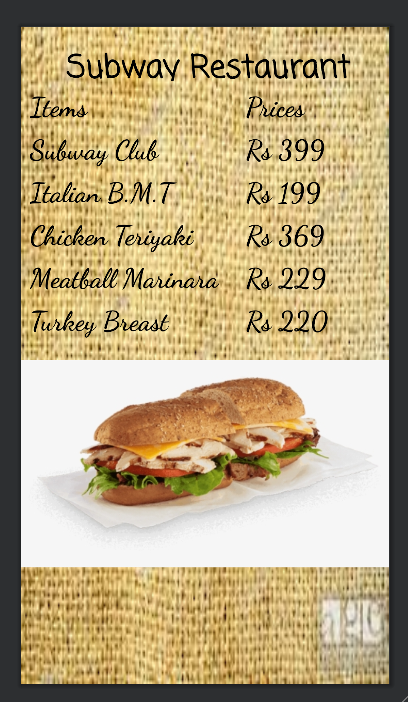 Subway Restaurant
Items Prices
Subway Club Rs 399
Italian B.M.T Rs 199
Chicken Teriyaki Rs 369
Meatball Marinara Rs 229
Turkey Breast Rs 220